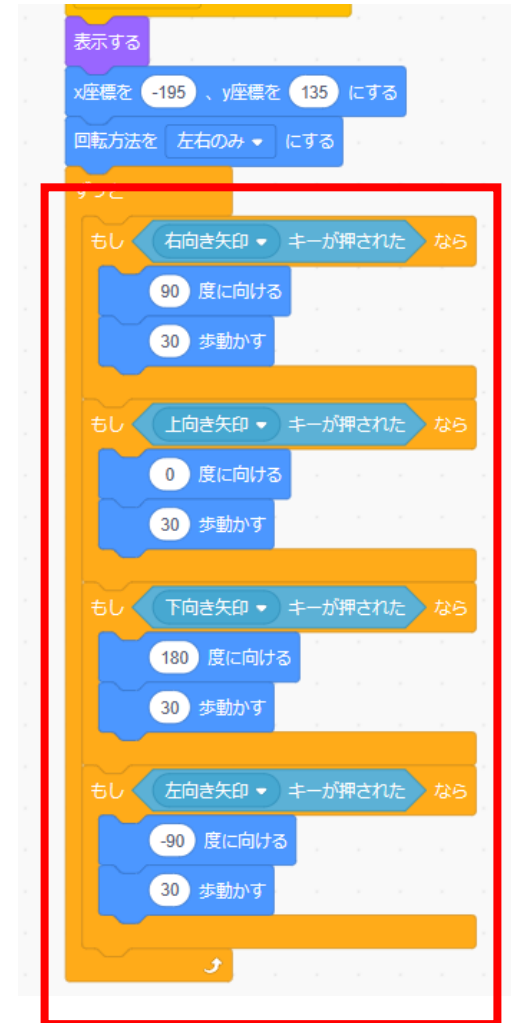 表示する
x座標を -195 、y座標を 135 にする
回転方法を 左右のみ にする
ずっと
もし 右向き矢印 キーが押された なら
90 度に向ける
30 歩動かす
もし 上向き矢印 キーが押された なら
0 度に向ける
30 歩動かす
もし 下向き矢印 キーが押された なら
180 度に向ける
30 歩動かす
もし 左向き矢印 キーが押された なら
-90 度に向ける
30 歩動かす